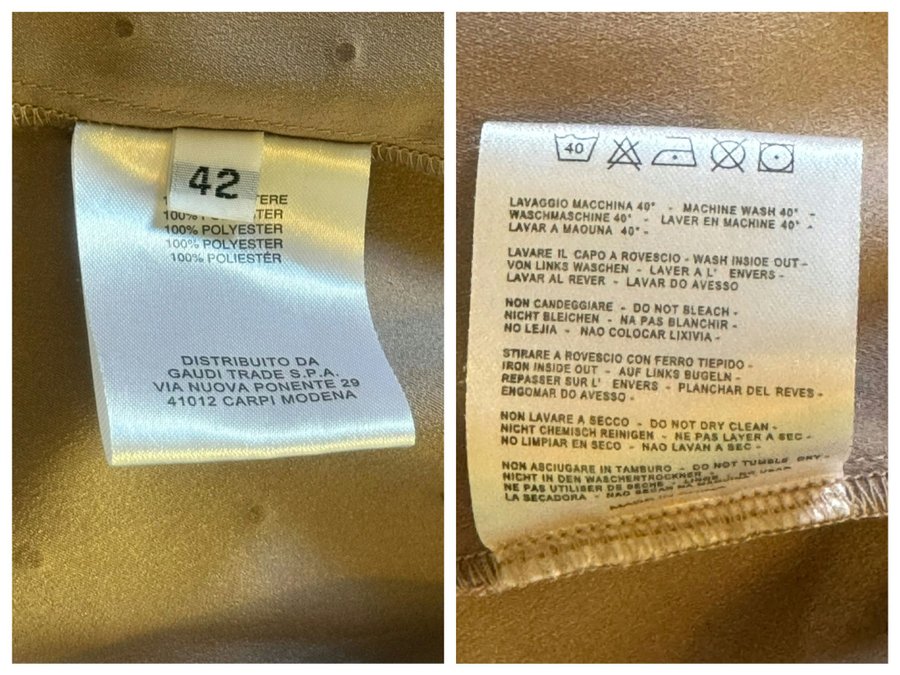 42
TERE
100% POLYESTER
100% POLYESTER
100% POLYESTER
100% POLIÉSTER
DISTRIBUITO DA
GAUDI TRADE S.P.A.
VIA NUOVA PONENTE 29
41012 CARPI MODENA
40
LAVAGGIO MACCHINA 40° - MACHINE WASH 40° -
WASCHMASCHINE 40° - LAVER EN MACHINE 40° -
LAVAR A MAOUNA 40° -
LAVARE IL CAPO A ROVESCIO - WASH INSIDE OUT -
VON LINKS WASCHEN - LAVER A L' ENVERS -
LAVAR AL REVER - LAVAR DO AVESSO
NON CANDEGGIARE - DO NOT BLEACH -
NICHT BLEICHEN - NA PAS BLANCHIR -
NO LEJIA - NAO COLOCAR LIXIVIA -
STIRARE A ROVESCIO CON FERRO TIEPIDO -
IRON INSIDE OUT - AUF LINKS BUGELN -
REPASSER SUR L' ENVERS - PLANCHAR DEL REVES -
ENGOMAR DO AVESSO -
NON LAVARE A SECCO - DO NOT DRY CLEAN -
NICHT CHEMISCH REINIGEN - NE PAS LAYER A SEC -
NO LIMPIAR EN SECO - NAO LAVAN A SEC -
NON ASCIUGARE IN TAMBURO - DO NOT TUMBLE DRY -
NICHT IN DEN WASCHERTROCKNER -
NE PAS UTILISER DE
LA SECADORA - NAO